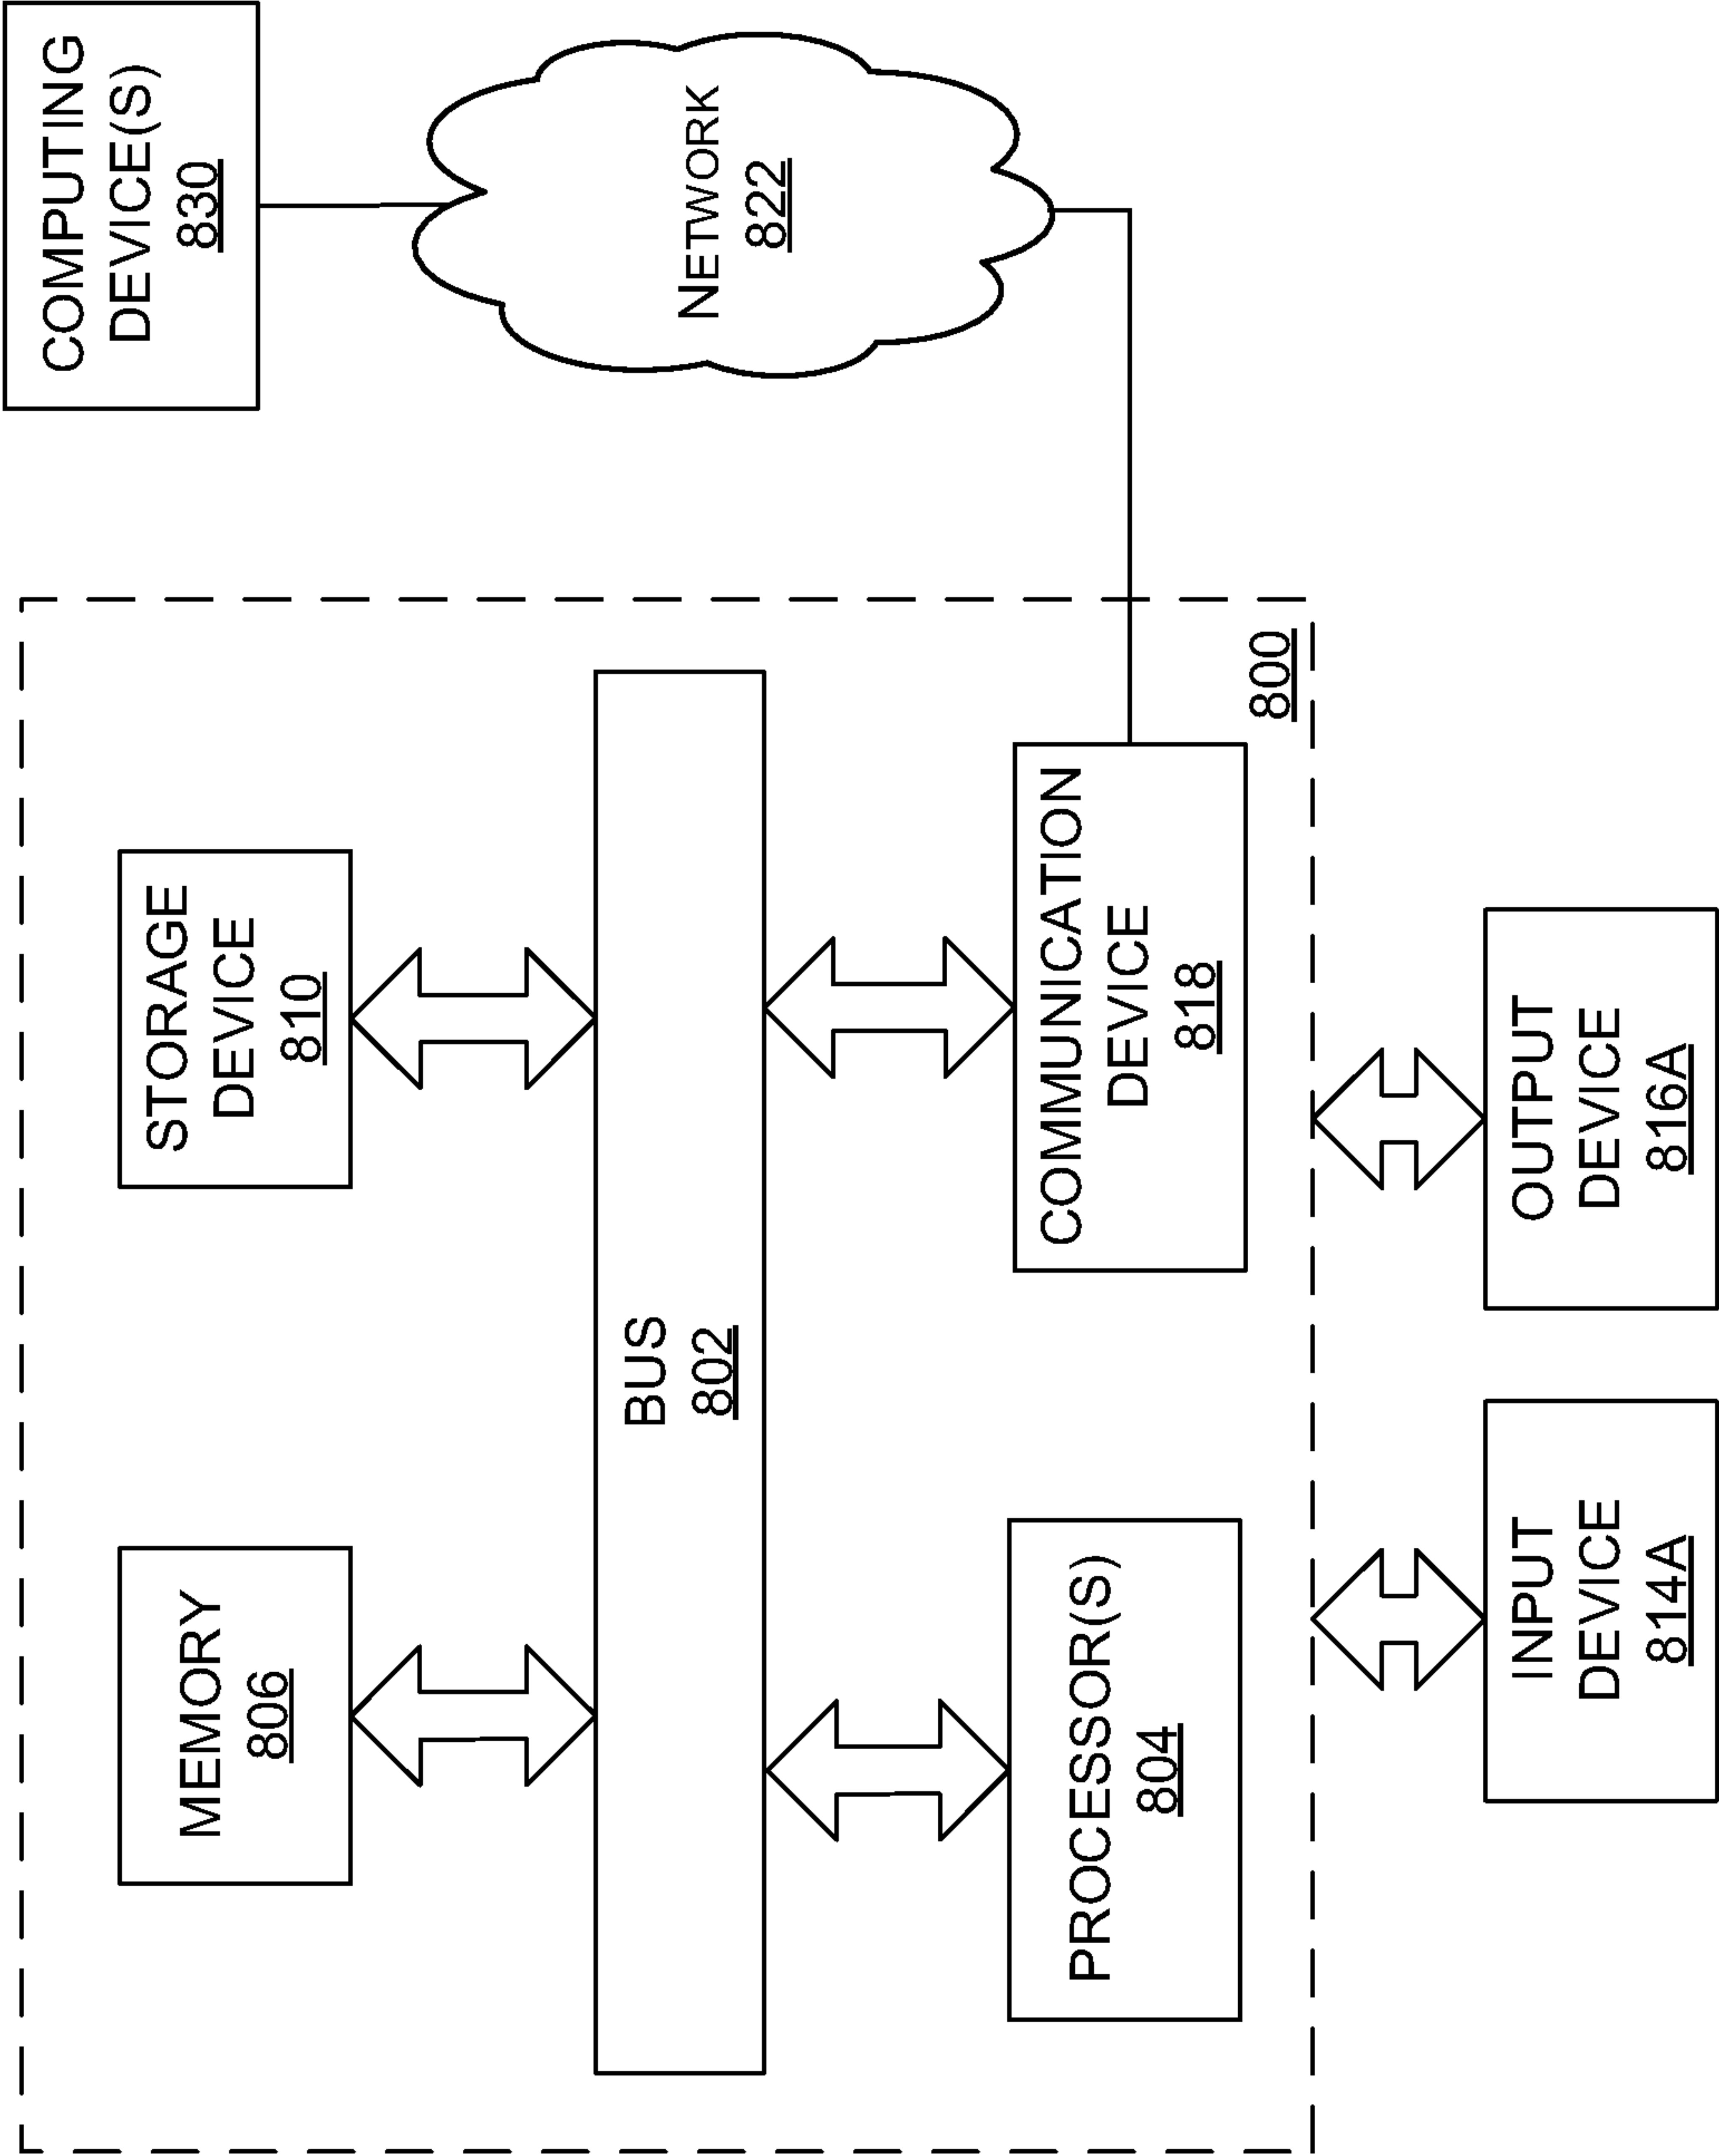 MEMORY
806
STORAGE
DEVICE
810
COMPUTING
DEVICE(S)
830
BUS
802
NETWORK
822
PROCESSOR(S)
804
COMMUNICATION
DEVICE
818
800
INPUT
DEVICE
814A
OUTPUT
DEVICE
816A